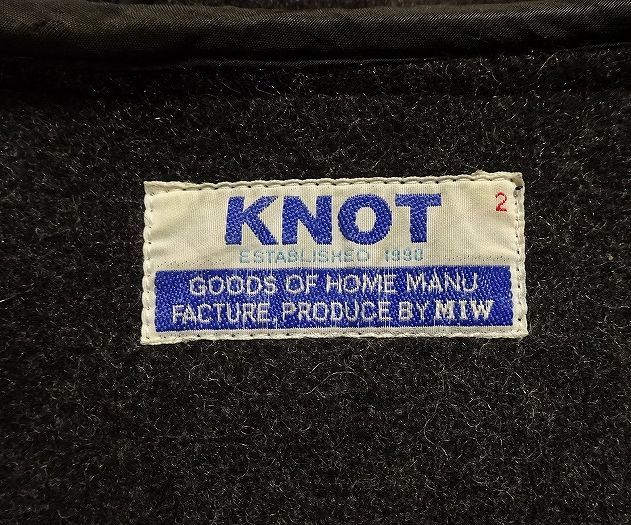 KNOT
2
ESTABLISHED 1990
GOODS OF HOME MANU
FACTURE, PRODUCE BY MIW